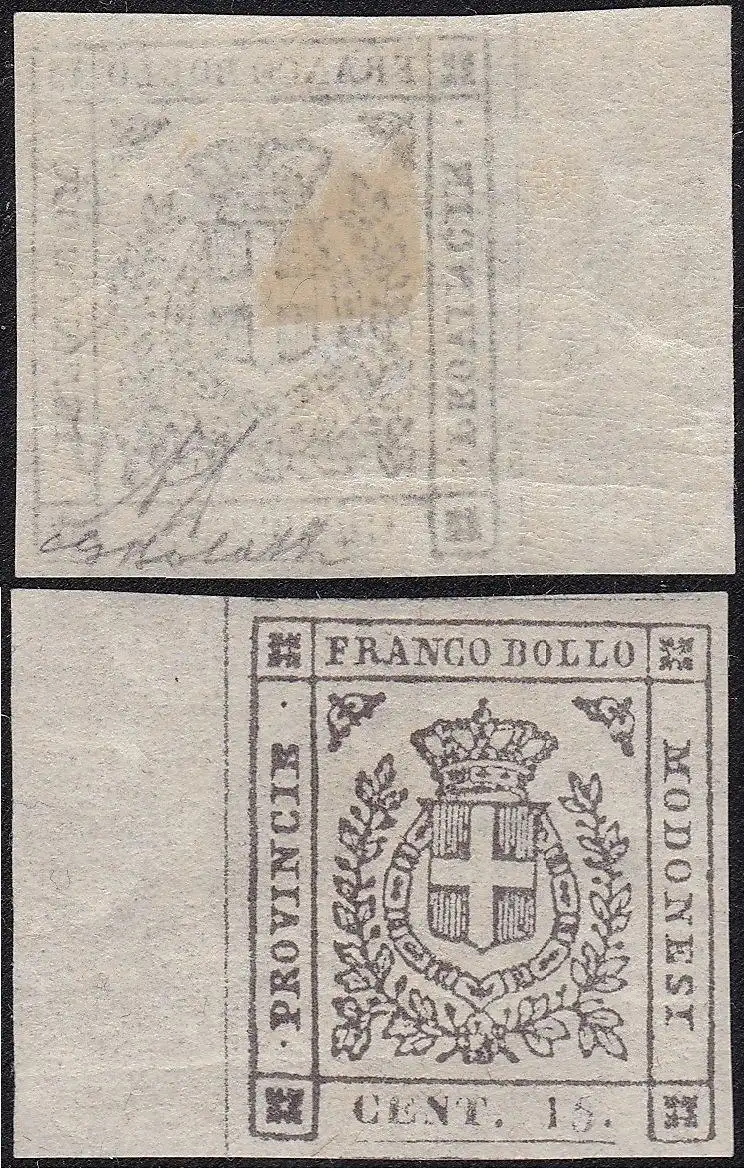 FRANCO BOLLO
· PROVINCIE ·
MODONESI
CENT. 15.